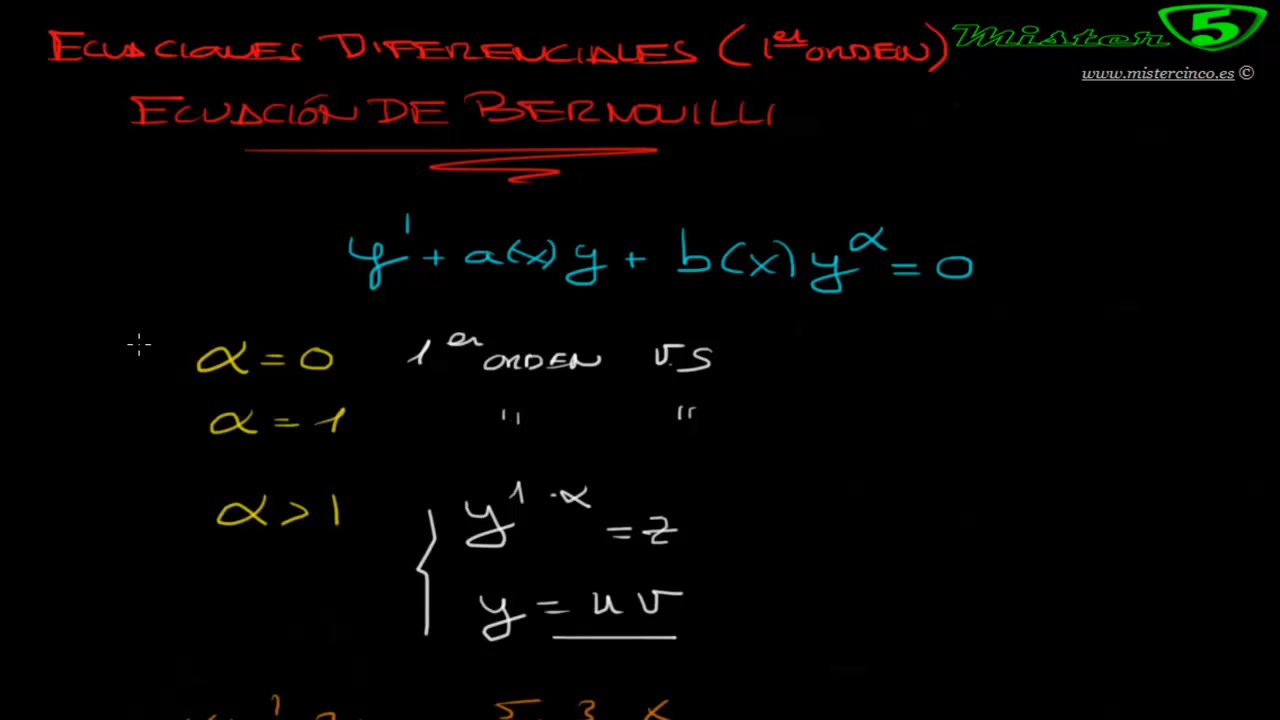 ECUACIONES DIFERENCIALES (1er ORDEN)
Mister 5
www.mistercinco.es ©
ECUACIÓN DE BERNOUILLI
y' + a(x) y + b(x) y^α = 0
α = 0 1er ORDEN V.S
α = 1 " "
α > 1 y^1-α = z
y = u v